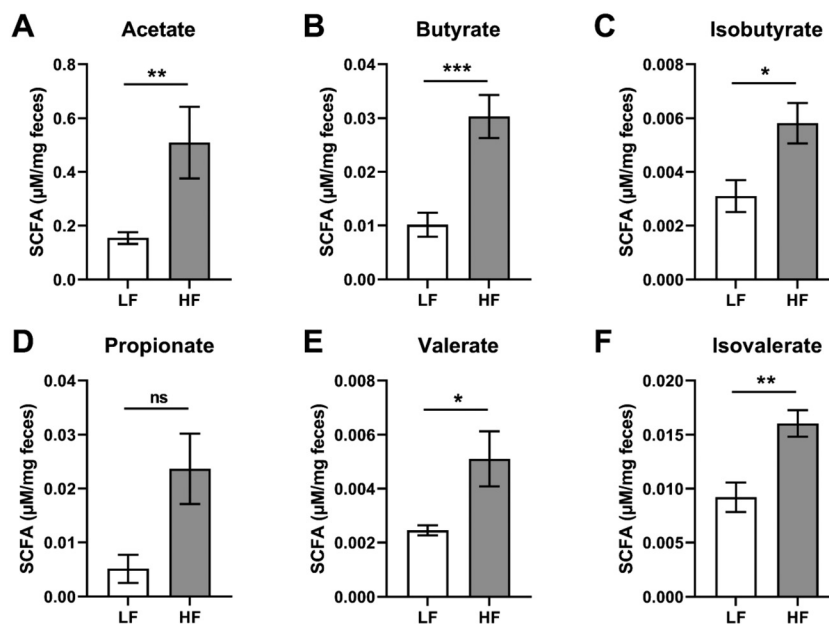 A
Acetate
**
SCFA (µM/mg feces)
0.8
0.6
0.4
0.2
0.0
LF
HF
B
Butyrate
***
SCFA (µM/mg feces)
0.04
0.03
0.02
0.01
0.00
LF
HF
C
Isobutyrate
*
SCFA (µM/mg feces)
0.008
0.006
0.004
0.002
0.000
LF
HF
D
Propionate
ns
SCFA (µM/mg feces)
0.04
0.03
0.02
0.01
0.00
LF
HF
E
Valerate
*
SCFA (µM/mg feces)
0.008
0.006
0.004
0.002
0.000
LF
HF
F
Isovalerate
**
SCFA (µM/mg feces)
0.020
0.015
0.010
0.005
0.000
LF
HF